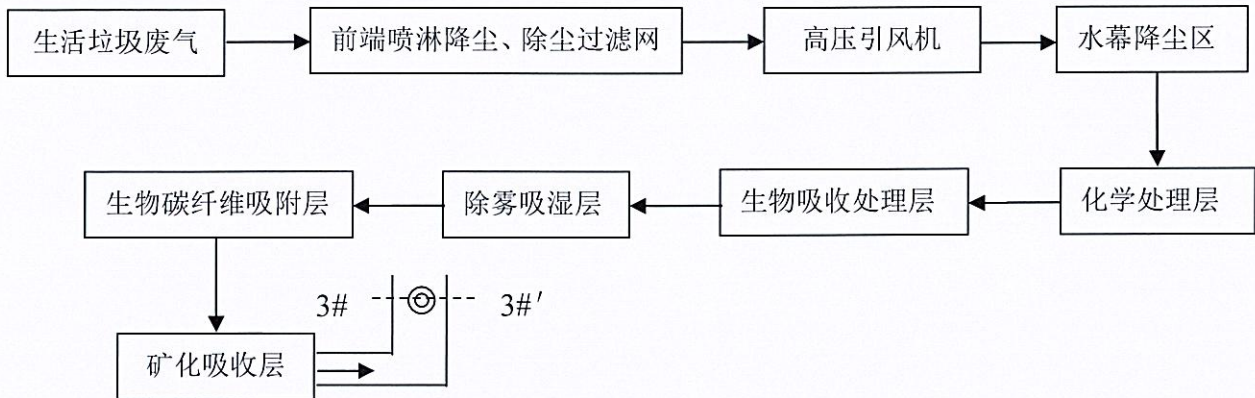 生活垃圾废气
前端喷淋降尘、除尘过滤网
高压引风机
水幕降尘区
化学处理层
生物吸收处理层
除雾吸湿层
生物碳纤维吸附层
矿化吸收层
3#
3#′